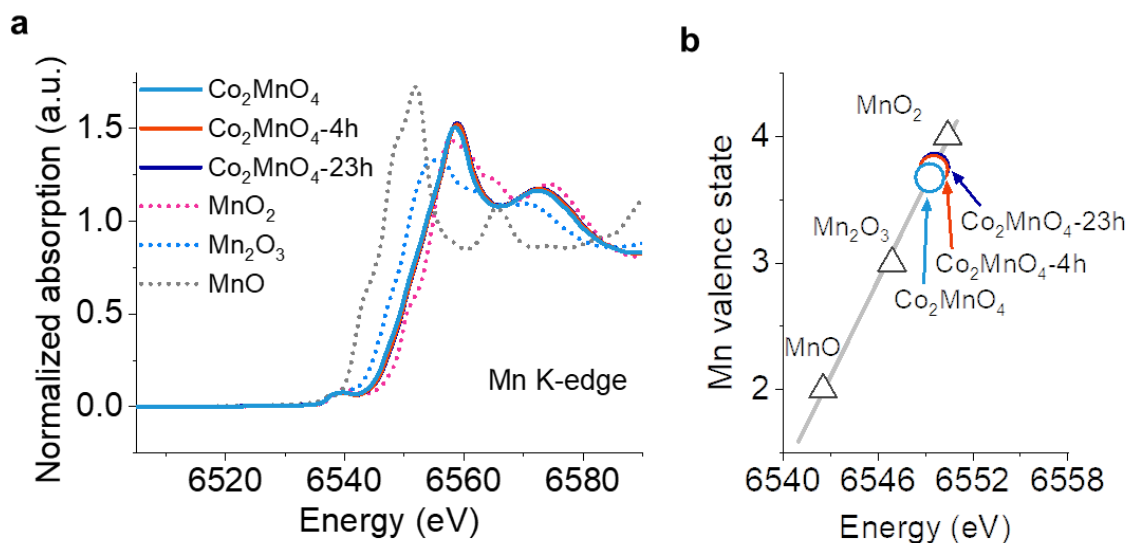 a
Normalized absorption (a.u.)
1.5
1.0
0.5
0.0
Co₂MnO₄
Co₂MnO₄-4h
Co₂MnO₄-23h
MnO₂
Mn₂O₃
MnO
Mn K-edge
6520 6540 6560 6580
Energy (eV)
b
Mn valence state
4
3
2
MnO₂
Mn₂O₃
MnO
Co₂MnO₄-23h
Co₂MnO₄-4h
Co₂MnO₄
6540 6546 6552 6558
Energy (eV)